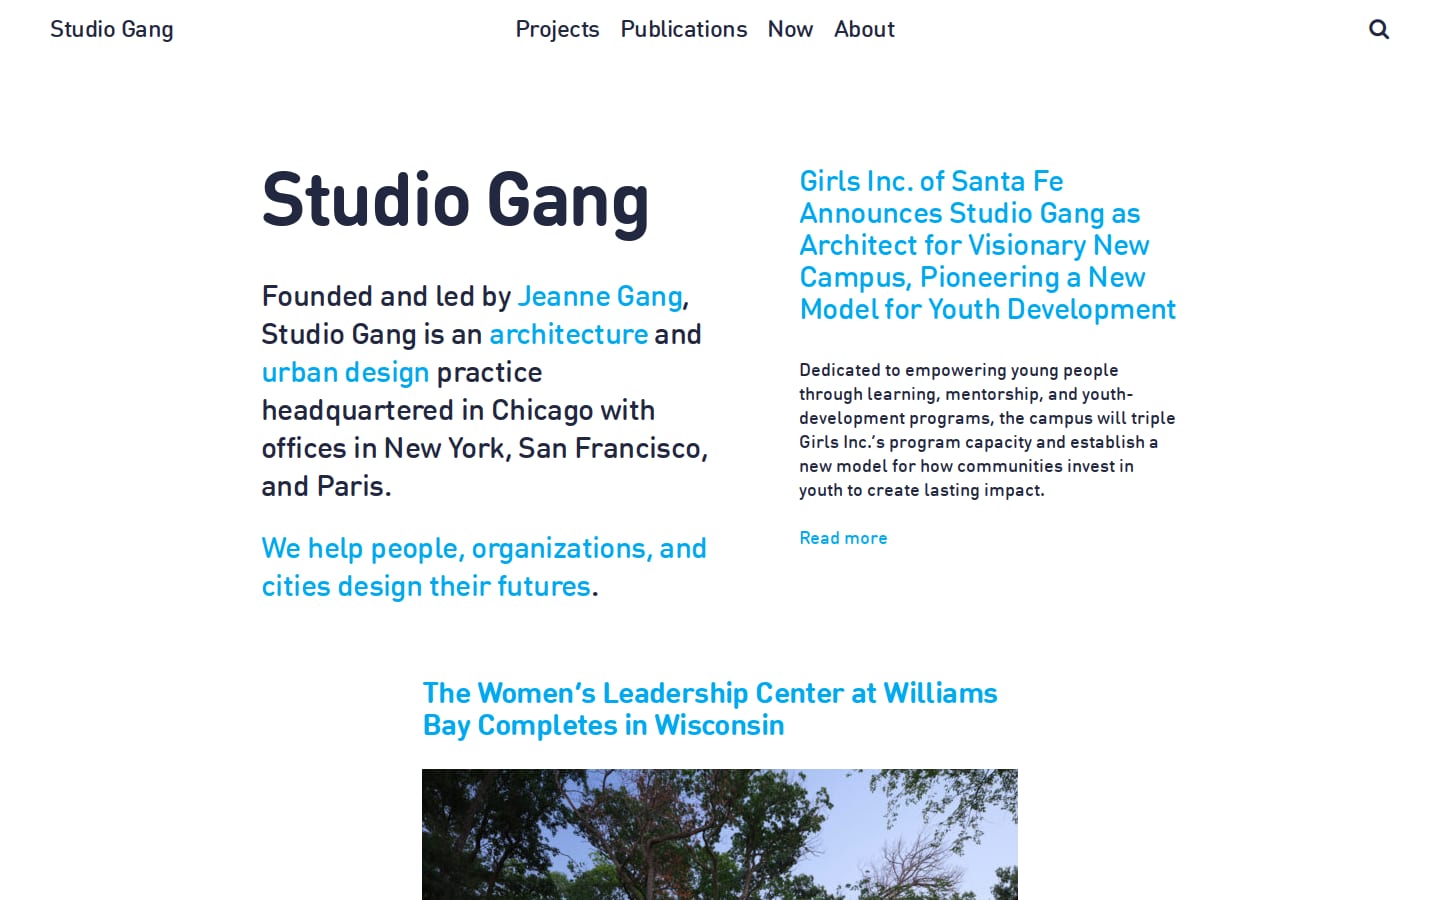 Studio Gang
Projects Publications Now About
Studio Gang
Founded and led by Jeanne Gang,
Studio Gang is an architecture and
urban design practice
headquartered in Chicago with
offices in New York, San Francisco,
and Paris.
We help people, organizations, and
cities design their futures.
Girls Inc. of Santa Fe
Announces Studio Gang as
Architect for Visionary New
Campus, Pioneering a New
Model for Youth Development
Dedicated to empowering young people
through learning, mentorship, and youth-
development programs, the campus will triple
Girls Inc.’s program capacity and establish a
new model for how communities invest in
youth to create lasting impact.
Read more
The Women’s Leadership Center at Williams
Bay Completes in Wisconsin